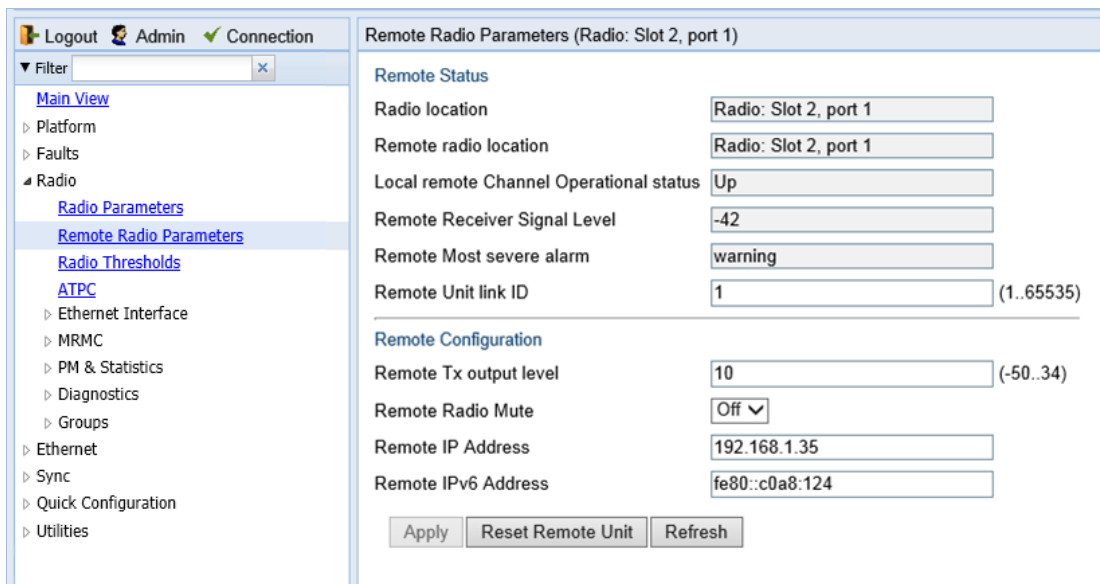 Logout Admin Connection
Filter
Main View
Platform
Faults
Radio
Radio Parameters
Remote Radio Parameters
Radio Thresholds
ATPC
Ethernet Interface
MRMC
PM & Statistics
Diagnostics
Groups
Ethernet
Sync
Quick Configuration
Utilities
Remote Radio Parameters (Radio: Slot 2, port 1)
Remote Status
Radio location Radio: Slot 2, port 1
Remote radio location Radio: Slot 2, port 1
Local remote Channel Operational status Up
Remote Receiver Signal Level -42
Remote Most severe alarm warning
Remote Unit link ID 1 (1..65535)
Remote Configuration
Remote Tx output level 10 (-50..34)
Remote Radio Mute Off
Remote IP Address 192.168.1.35
Remote IPv6 Address fe80::c0a8:124
Apply Reset Remote Unit Refresh